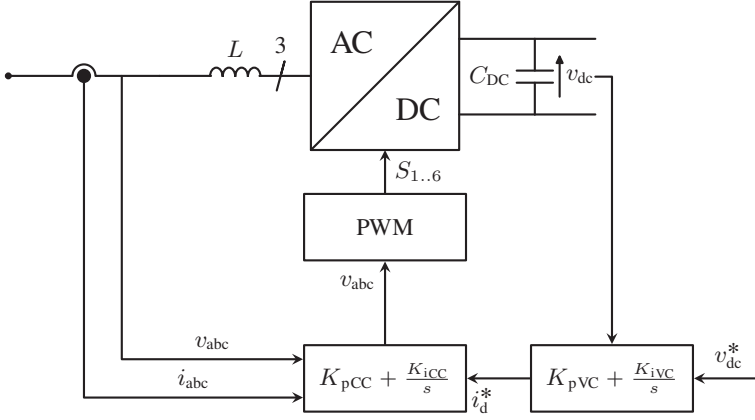 L
3
AC
DC
C_DC
v_dc
S_1..6
PWM
v_abc
v_abc
i_abc
K_pCC + K_iCC/s
i_d^*
K_pVC + K_iVC/s
v_dc^*